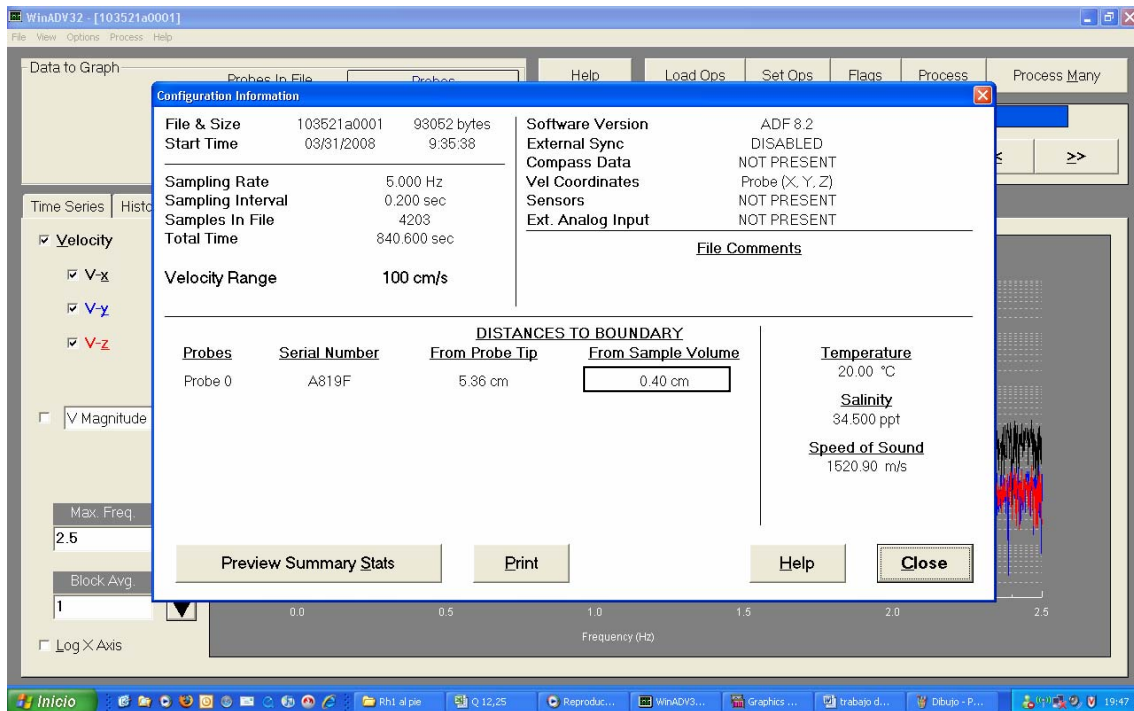 WinADV32 - [103521a0001]
File View Options Process Help
Data to Graph
Probes In File Probes
Help Load Ops Set Ops Flags Process Process Many
>>
Time Series
Velocity
V-x
V-y
V-z
V Magnitude
Max. Freq.
2.5
Block Avg.
1
Log X Axis
Configuration Information
File & Size 103521a0001 93052 bytes
Start Time 03/31/2008 9:35:38
Sampling Rate 5.000 Hz
Sampling Interval 0.200 sec
Samples In File 4203
Total Time 840.600 sec
Velocity Range 100 cm/s
Software Version ADF 8.2
External Sync DISABLED
Compass Data NOT PRESENT
Vel Coordinates Probe (X, Y, Z)
Sensors NOT PRESENT
Ext. Analog Input NOT PRESENT
File Comments
DISTANCES TO BOUNDARY
Probes Serial Number From Probe Tip From Sample Volume
Probe 0 A819F 5.36 cm 0.40 cm
Temperature
20.00 °C
Salinity
34.500 ppt
Speed of Sound
1520.90 m/s
Preview Summary Stats Print Help Close
0.0 0.5 1.0 1.5 2.0 2.5
Frequency (Hz)
Inicio Rh1 al pie Q 12,25 Reproduc... WinADV3... Graphics ... trabajo d... Dibujo - P... 19:47